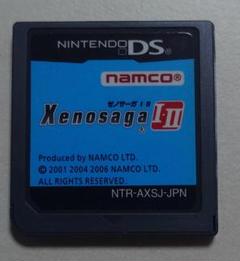 NINTENDO DS
namco®
ゼノサーガ I・II
Xenosaga I・II
Produced by NAMCO LTD.
© 2001 2004 2006 NAMCO LTD.
ALL RIGHTS RESERVED.
NTR-AXSJ-JPN